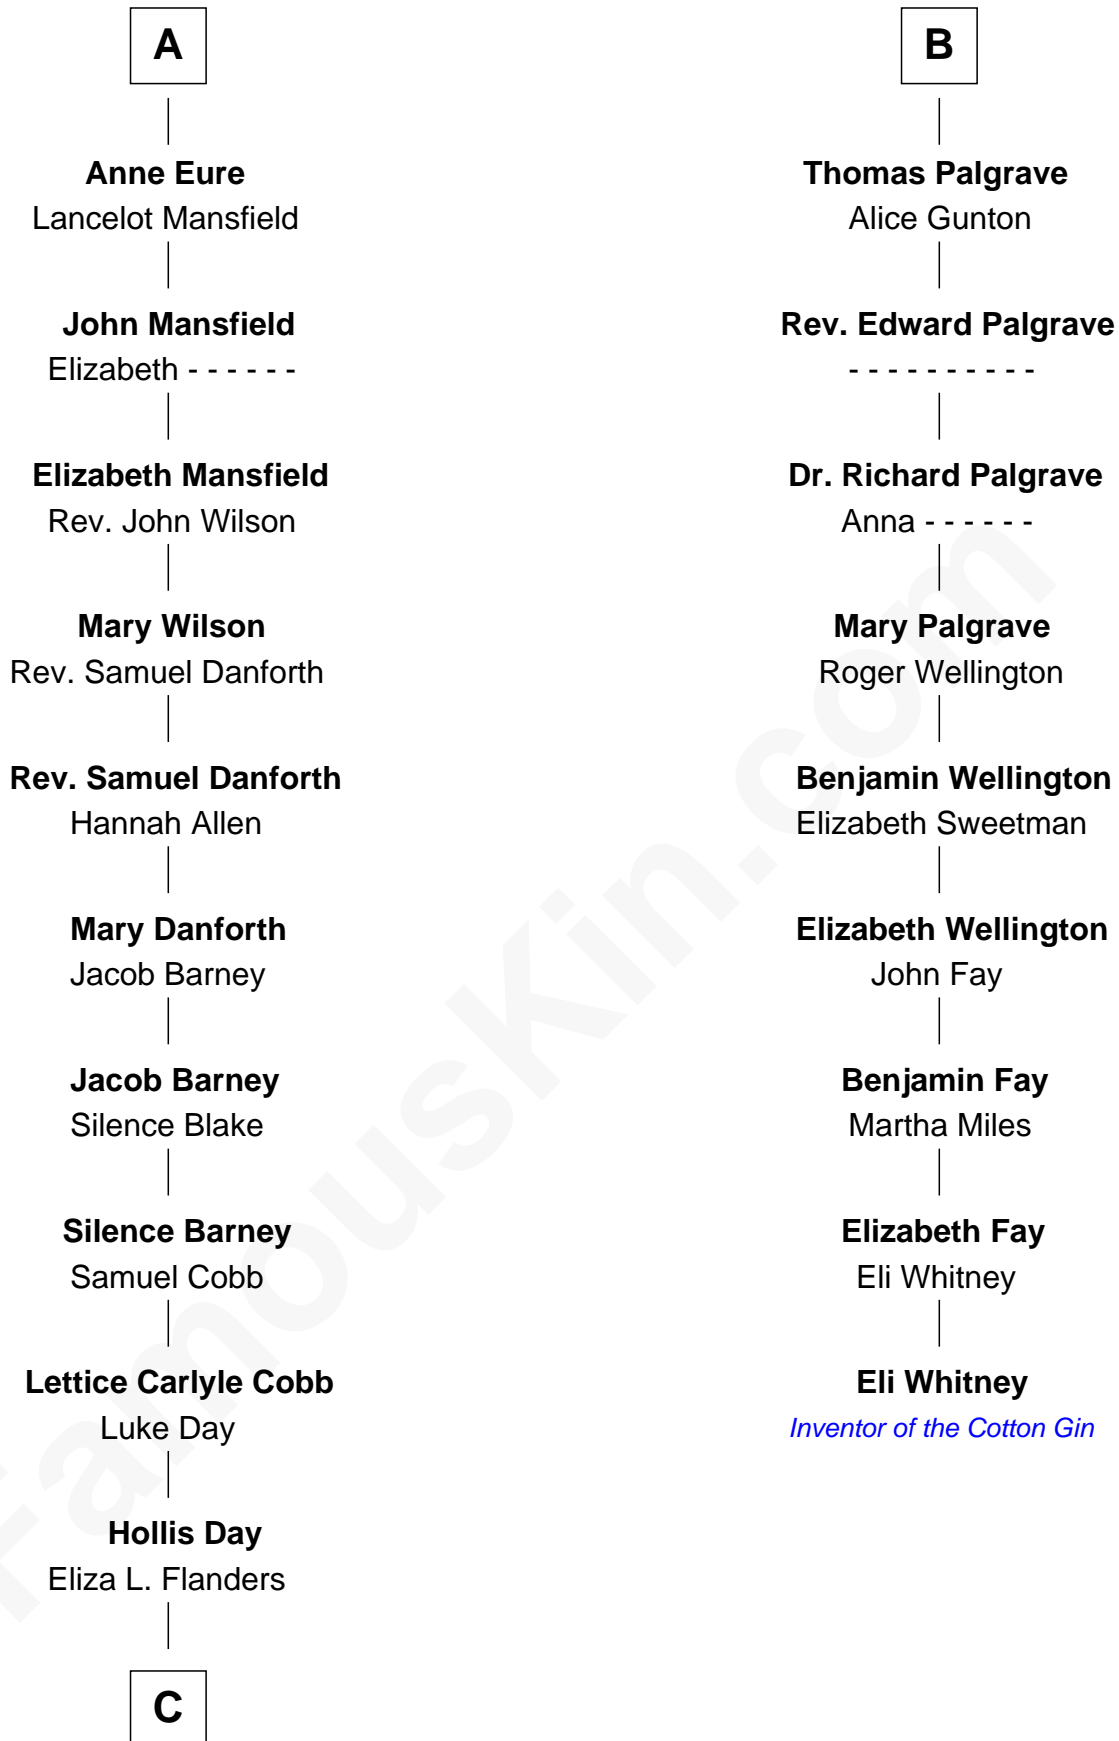 A
Anne Eure
Lancelot Mansfield
John Mansfield
Elizabeth - - - - - -
Elizabeth Mansfield
Rev. John Wilson
Mary Wilson
Rev. Samuel Danforth
Rev. Samuel Danforth
Hannah Allen
Mary Danforth
Jacob Barney
Jacob Barney
Silence Blake
Silence Barney
Samuel Cobb
Lettice Carlyle Cobb
Luke Day
Hollis Day
Eliza L. Flanders
C
B
Thomas Palgrave
Alice Gunton
Rev. Edward Palgrave
- - - - - - - - - -
Dr. Richard Palgrave
Anna - - - - - -
Mary Palgrave
Roger Wellington
Benjamin Wellington
Elizabeth Sweetman
Elizabeth Wellington
John Fay
Benjamin Fay
Martha Miles
Elizabeth Fay
Eli Whitney
Eli Whitney
Inventor of the Cotton Gin
FamousKin.com